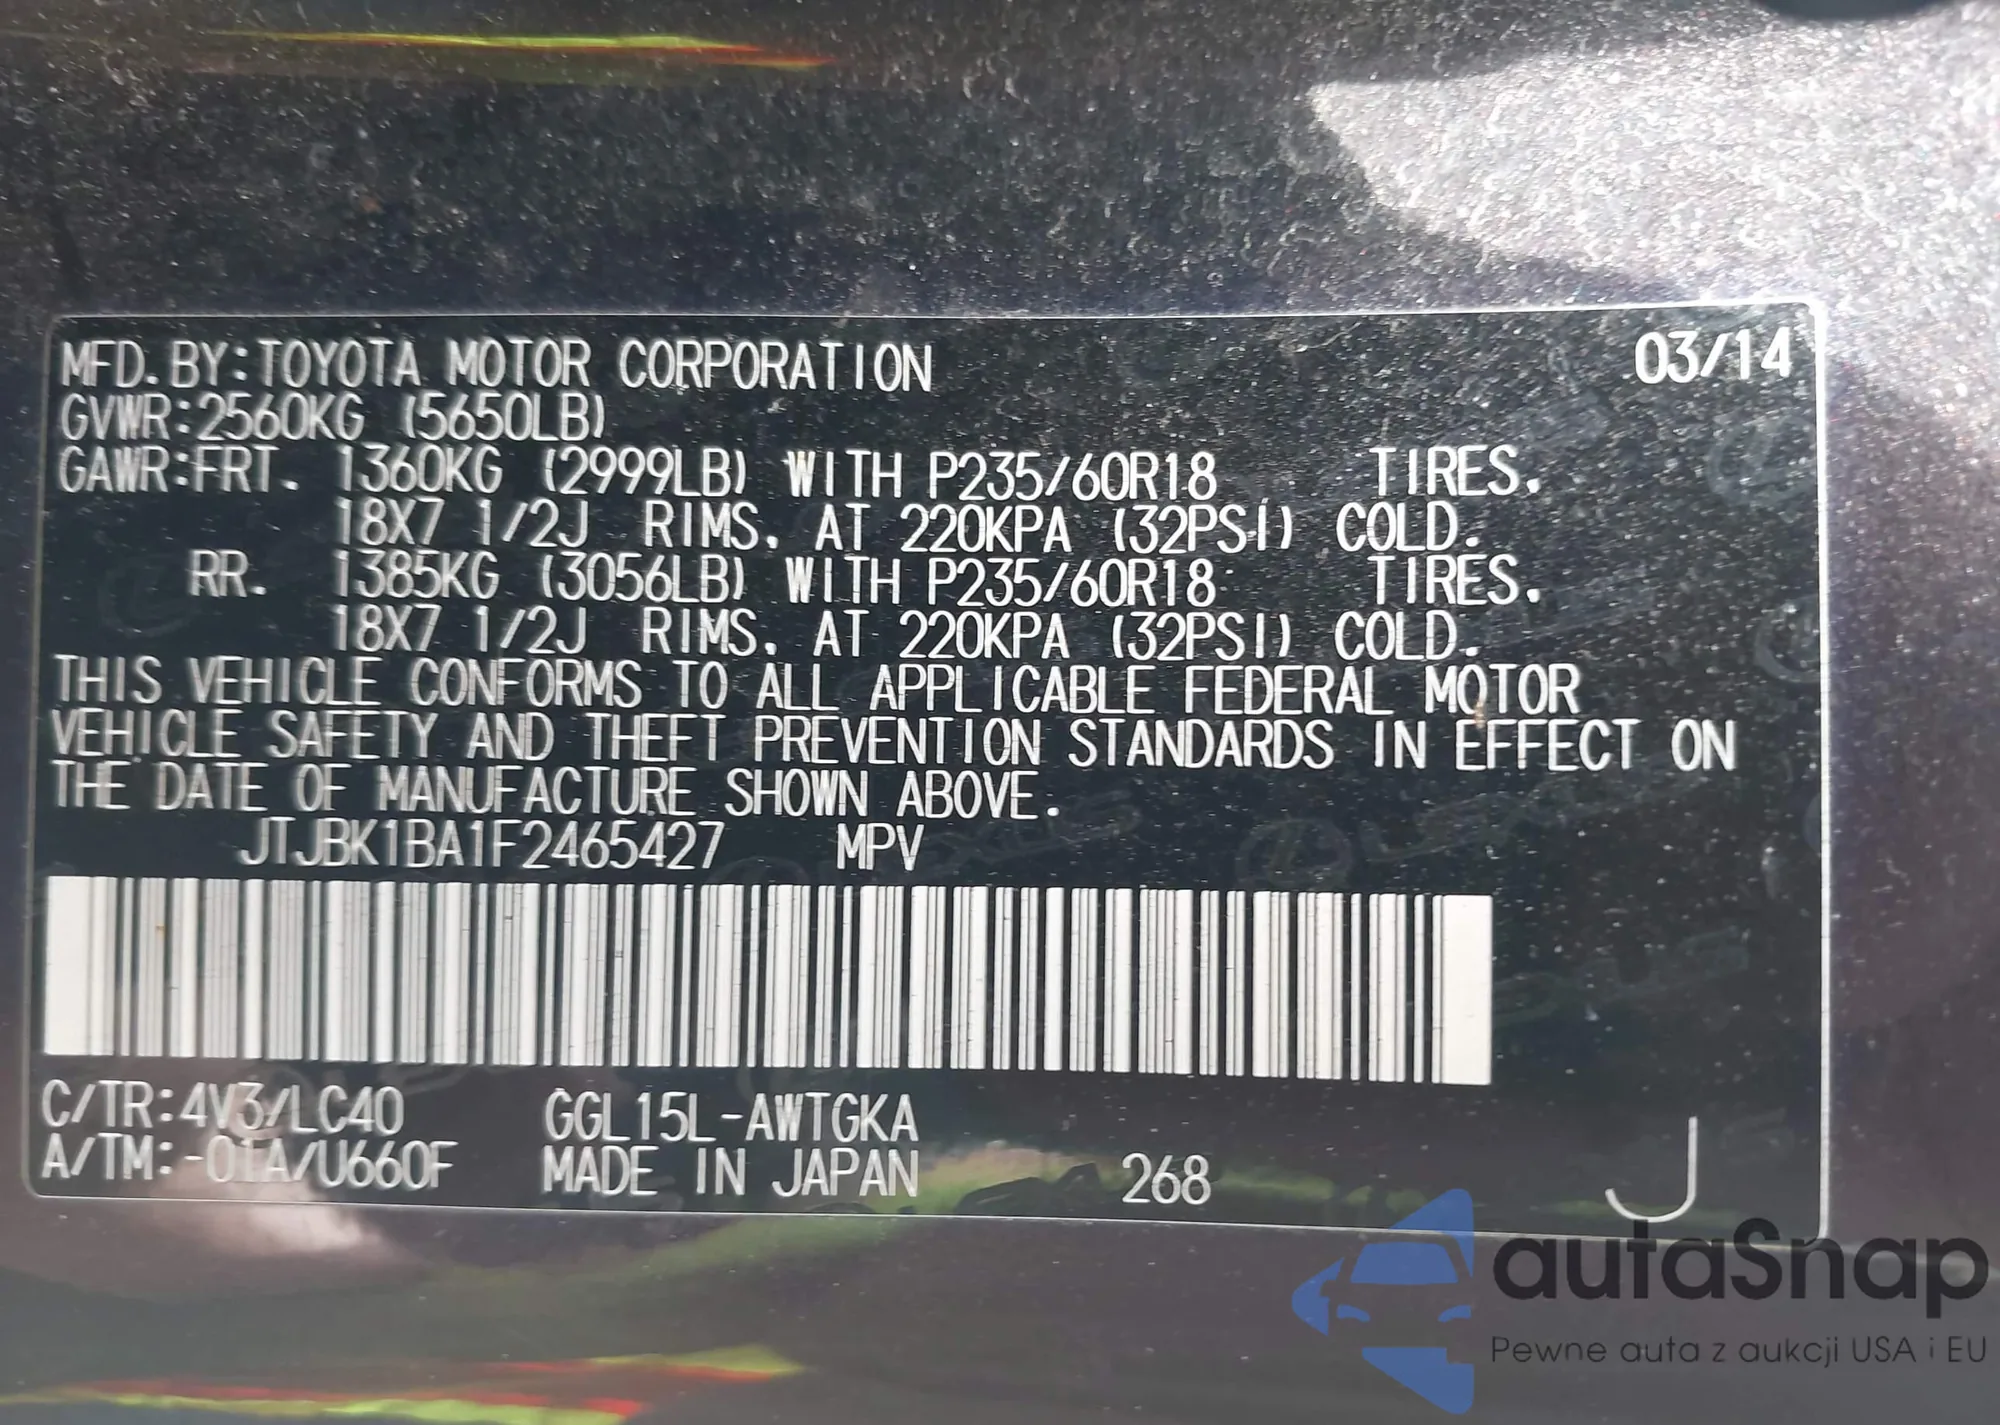 MFD.BY:TOYOTA MOTOR CORPORATION 03/14
GVWR:2560KG (5650LB)
GAWR:FRT. 1360KG (2999LB) WITH P235/60R18 TIRES.
18X7 1/2J RIMS. AT 220KPA (32PSI) COLD.
RR. 1385KG (3056LB) WITH P235/60R18 TIRES.
18X7 1/2J RIMS. AT 220KPA (32PSI) COLD.
THIS VEHICLE CONFORMS TO ALL APPLICABLE FEDERAL MOTOR
VEHICLE SAFETY AND THEFT PREVENTION STANDARDS IN EFFECT ON
THE DATE OF MANUFACTURE SHOWN ABOVE.
JTJBK1BA1F2465427 MPV
C/TR:4V3/LC40 GGL15L-AWTGKA
A/TM:-01A/U660F MADE IN JAPAN 268 J
autaSnap
Pewne auta z aukcji USA i EU